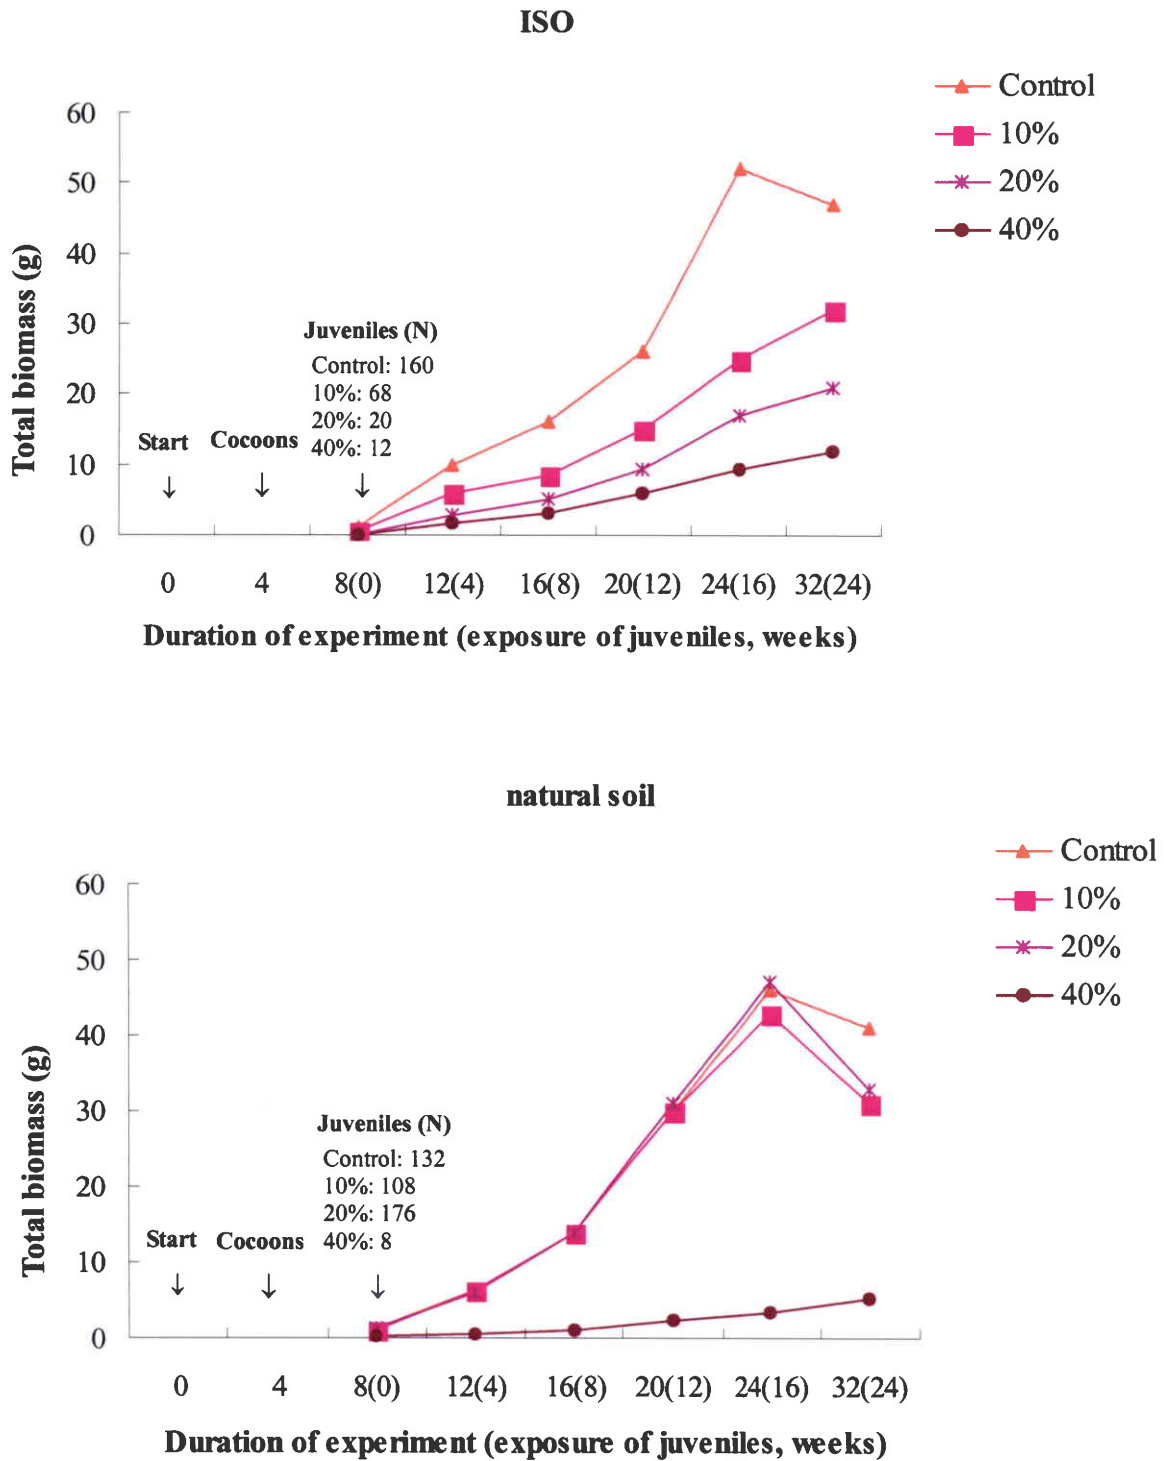 ISO
Control
10%
20%
40%
60
50
40
30
20
10
0
Total biomass (g)
Juveniles (N)
Control: 160
10%: 68
20%: 20
40%: 12
Start
Cocoons
0 4 8(0) 12(4) 16(8) 20(12) 24(16) 32(24)
Duration of experiment (exposure of juveniles, weeks)
natural soil
Control
10%
20%
40%
60
50
40
30
20
10
0
Total biomass (g)
Juveniles (N)
Control: 132
10%: 108
20%: 176
40%: 8
Start
Cocoons
0 4 8(0) 12(4) 16(8) 20(12) 24(16) 32(24)
Duration of experiment (exposure of juveniles, weeks)